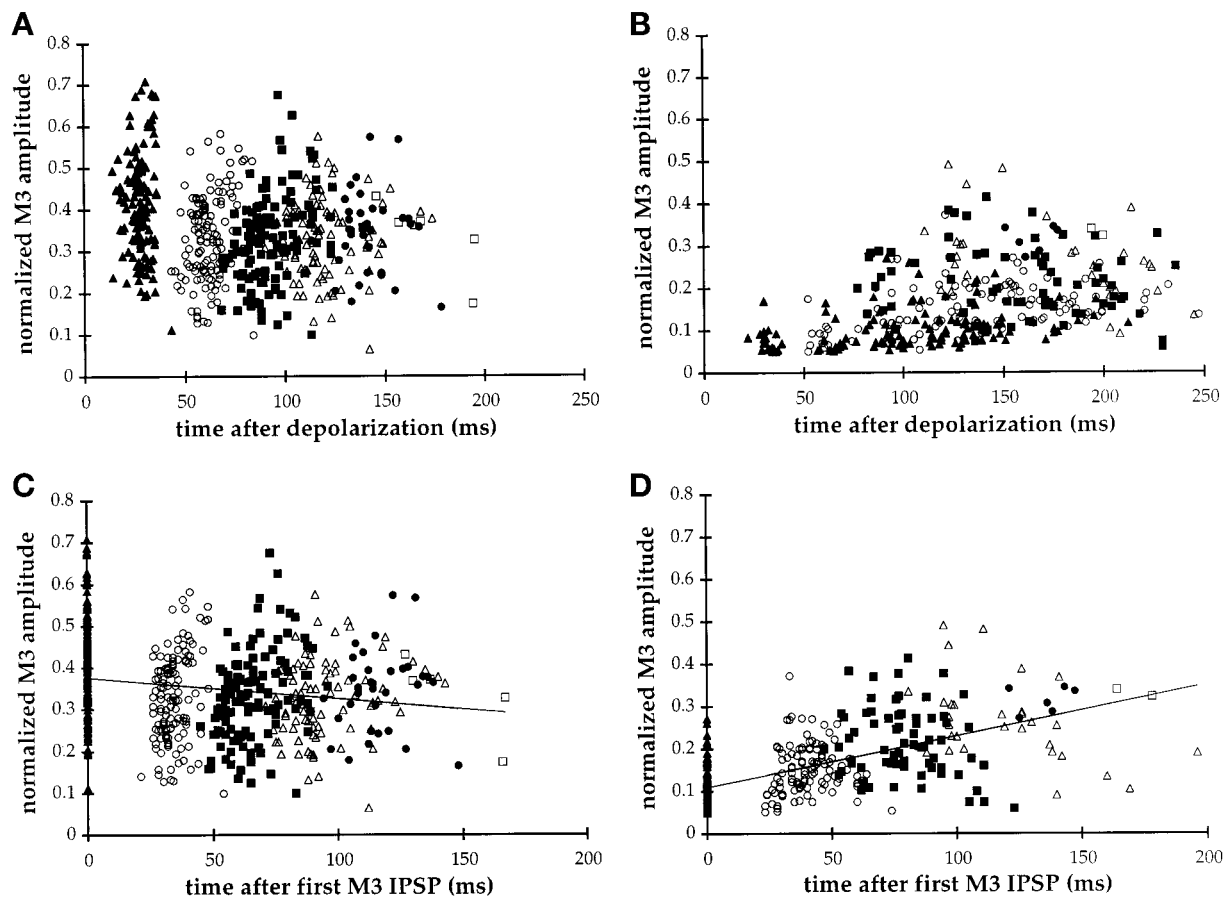 A
0.8
0.7
0.6
0.5
0.4
0.3
0.2
0.1
0
normalized M3 amplitude
0 50 100 150 200 250
time after depolarization (ms)
B
0.8
0.7
0.6
0.5
0.4
0.3
0.2
0.1
0
normalized M3 amplitude
0 50 100 150 200 250
time after depolarization (ms)
C
0.8
0.7
0.6
0.5
0.4
0.3
0.2
0.1
0
normalized M3 amplitude
0 50 100 150 200
time after first M3 IPSP (ms)
D
0.8
0.7
0.6
0.5
0.4
0.3
0.2
0.1
0
normalized M3 amplitude
0 50 100 150 200
time after first M3 IPSP (ms)